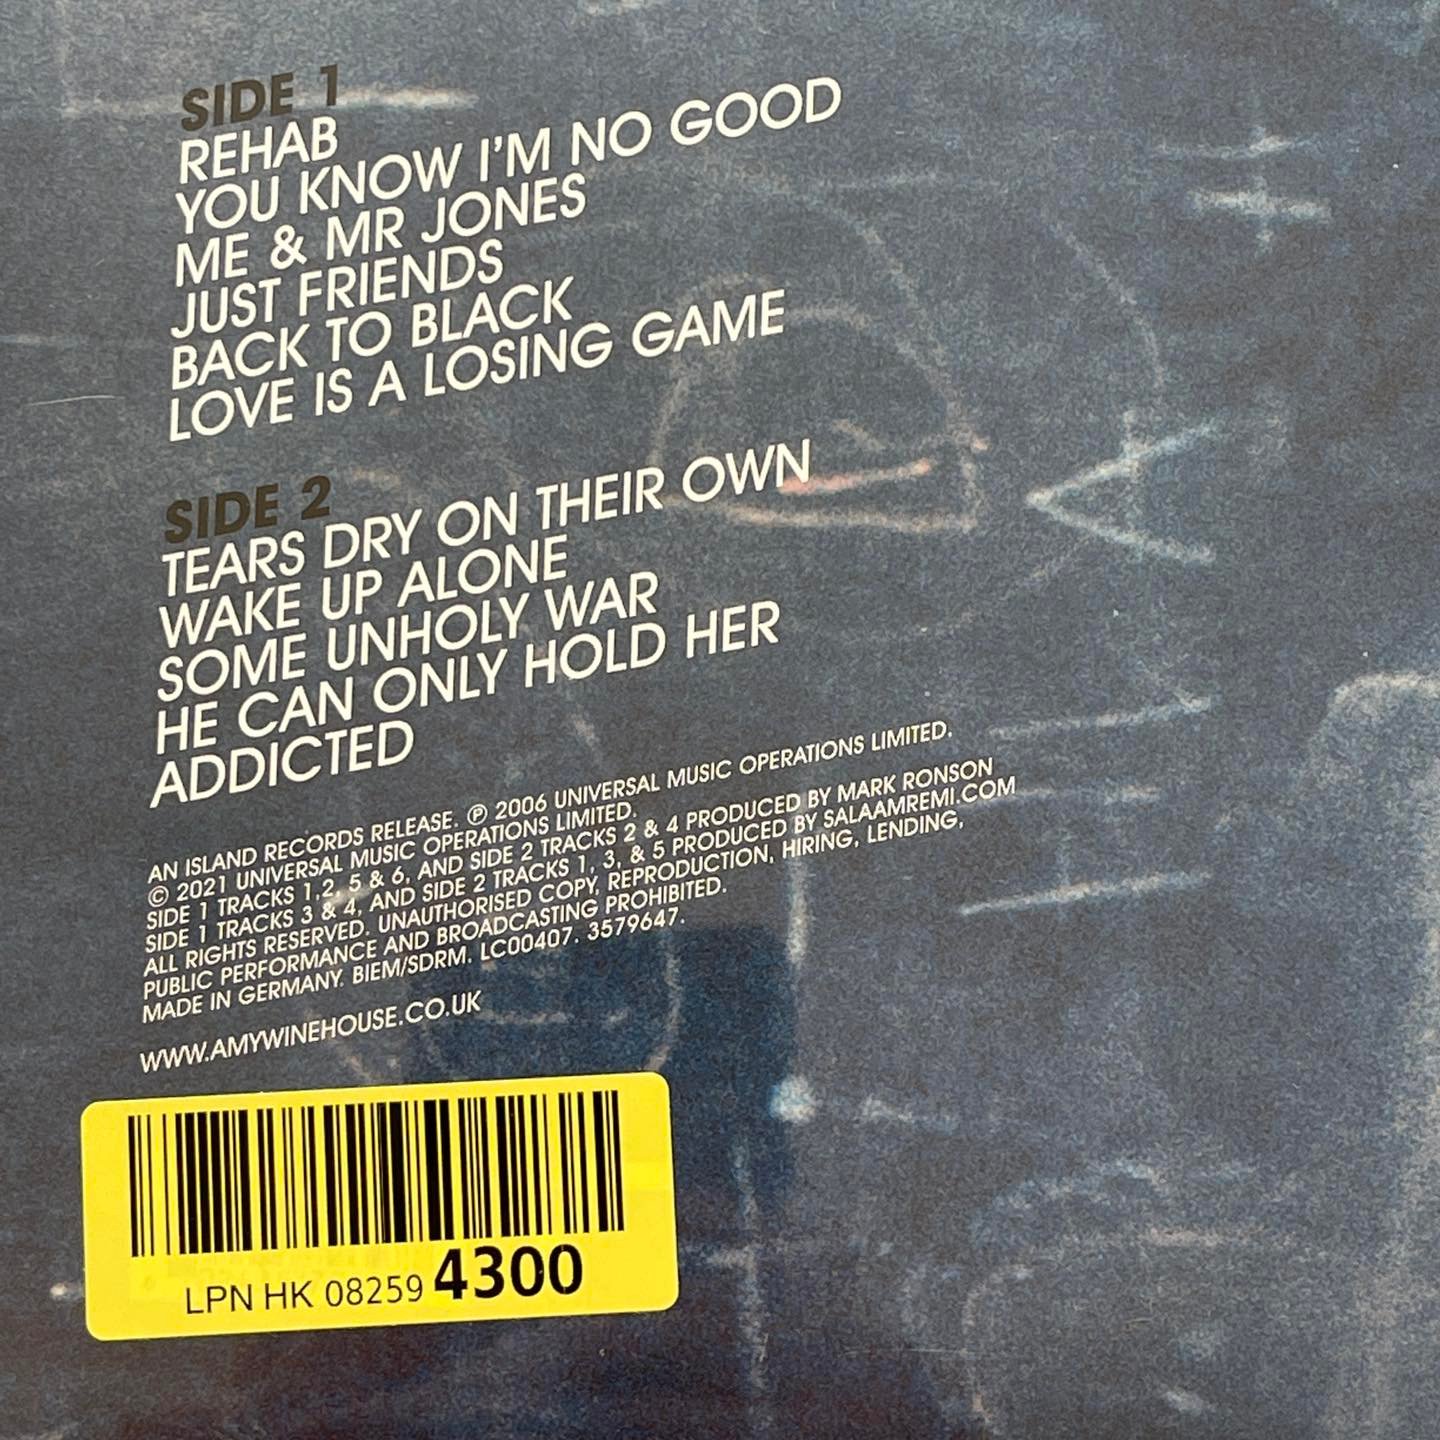 SIDE 1
REHAB
YOU KNOW I'M NO GOOD
ME & MR JONES
JUST FRIENDS
BACK TO BLACK
LOVE IS A LOSING GAME
SIDE 2
TEARS DRY ON THEIR OWN
WAKE UP ALONE
SOME UNHOLY WAR
HE CAN ONLY HOLD HER
ADDICTED
AN ISLAND RECORDS RELEASE. ℗ 2006 UNIVERSAL MUSIC OPERATIONS LIMITED.
© 2021 UNIVERSAL MUSIC OPERATIONS LIMITED.
SIDE 1 TRACKS 1,2, 5 & 6, AND SIDE 2 TRACKS 2 & 4 PRODUCED BY MARK RONSON
SIDE 1 TRACKS 3 & 4, AND SIDE 2 TRACKS 1, 3, & 5 PRODUCED BY SALAAMREMI.COM
ALL RIGHTS RESERVED. UNAUTHORISED COPY, REPRODUCTION, HIRING, LENDING,
PUBLIC PERFORMANCE AND BROADCASTING PROHIBITED.
MADE IN GERMANY. BIEM/SDRM. LC00407. 3579647.
WWW.AMYWINEHOUSE.CO.UK
LPN HK 08259 4300